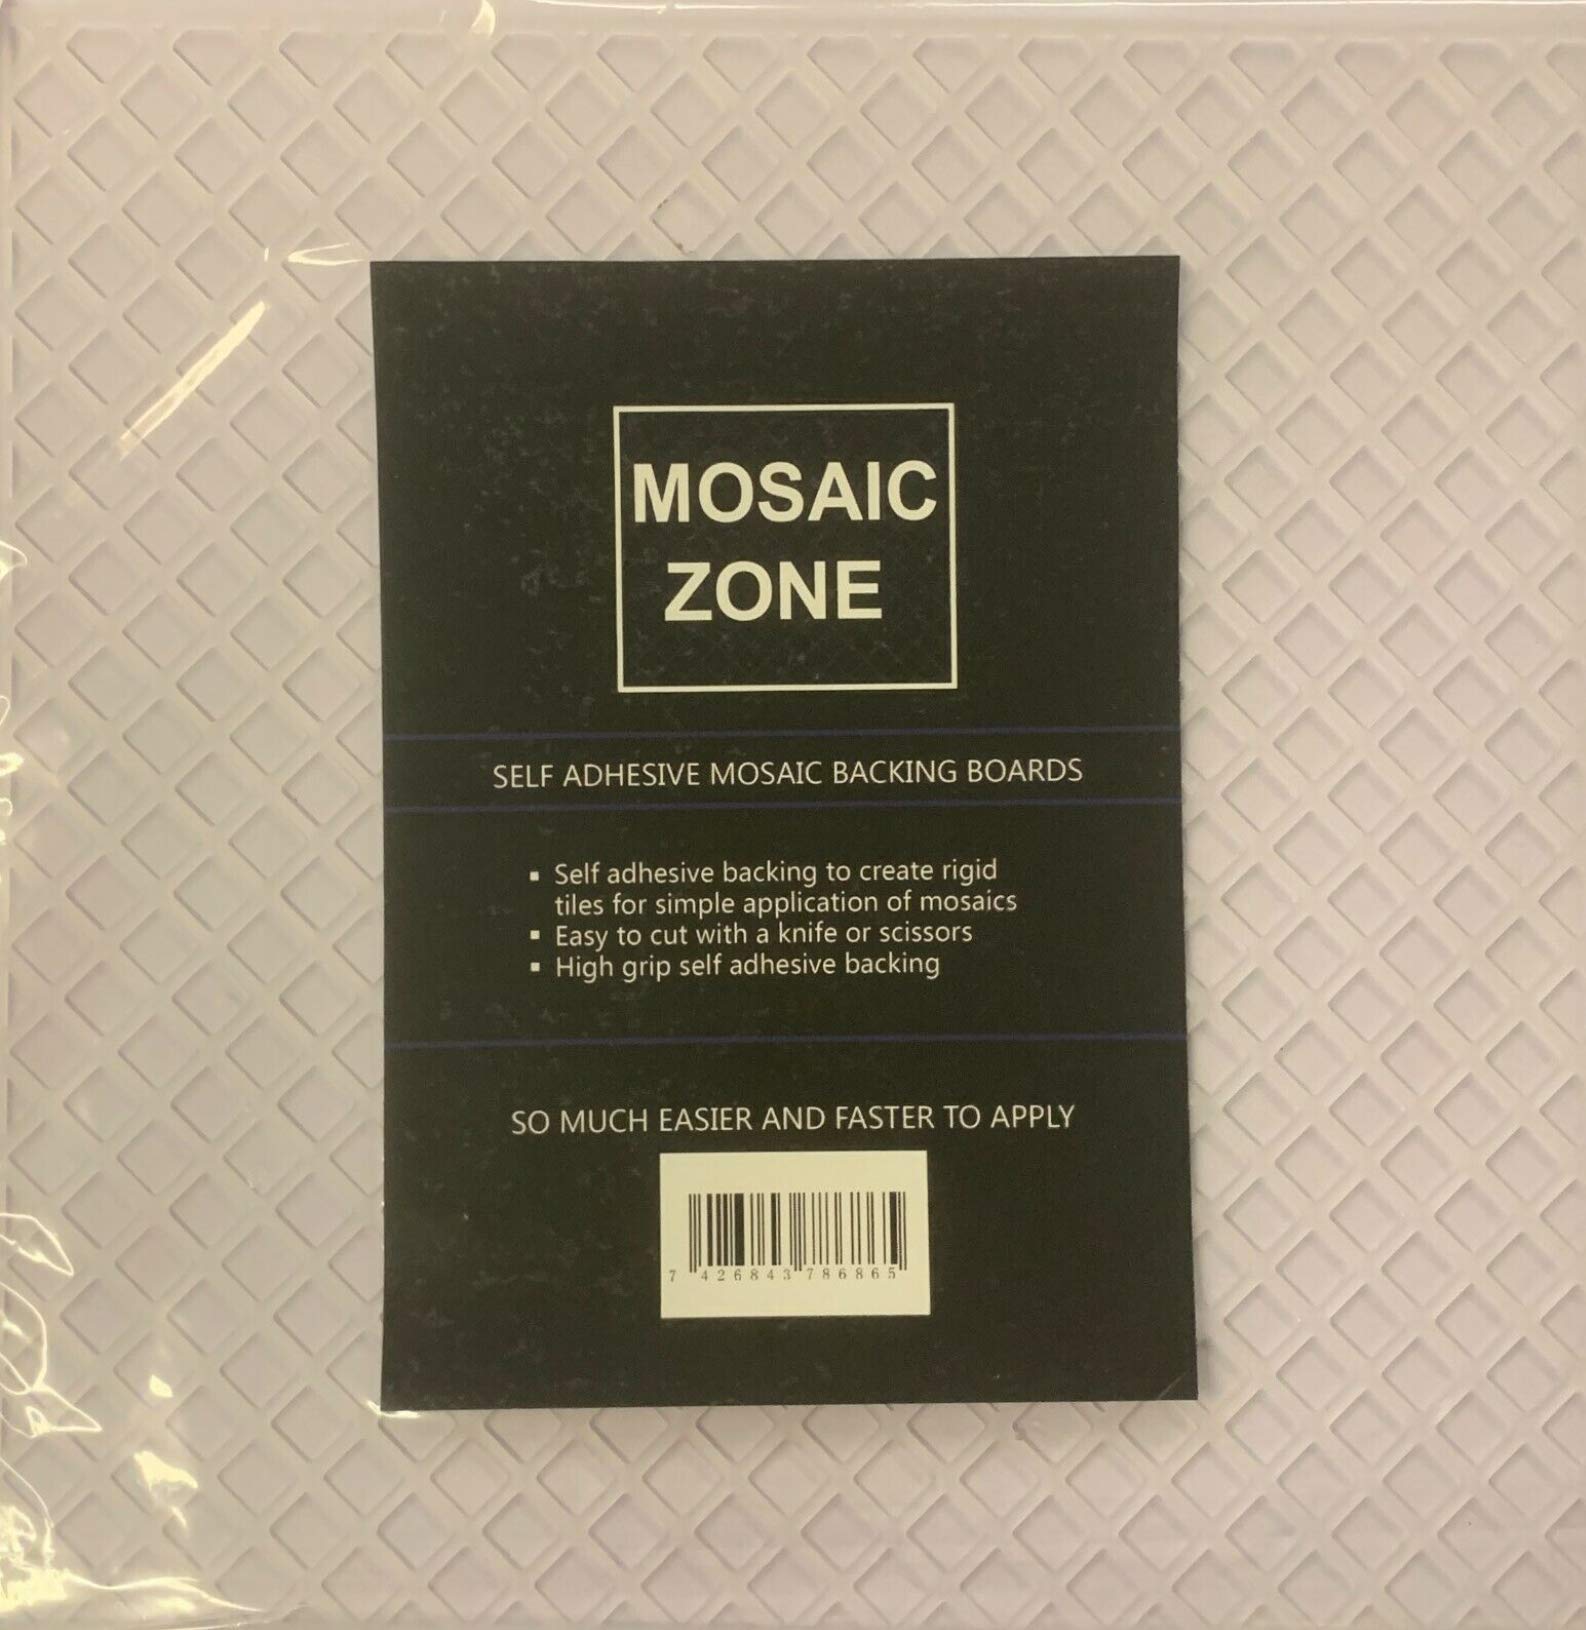 MOSAIC
ZONE
SELF ADHESIVE MOSAIC BACKING BOARDS
▪ Self adhesive backing to create rigid
tiles for simple application of mosaics
▪ Easy to cut with a knife or scissors
▪ High grip self adhesive backing
SO MUCH EASIER AND FASTER TO APPLY
7 426843 786865